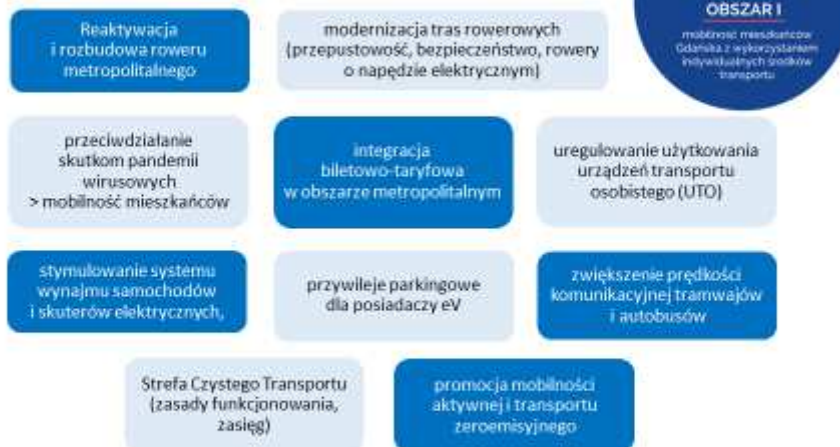 Reaktywacja
i rozbudowa roweru
metropolitalnego
modernizacja tras rowerowych
(przepustowość, bezpieczeństwo, rowery
o napędzie elektrycznym)
OBSZAR I
mobilność mieszkańców
Gdańska z wykorzystaniem
indywidualnych środków
transportu
przeciwdziałanie
skutkom pandemii
wirusowych
> mobilność mieszkańców
integracja
biletowo-taryfowa
w obszarze metropolitalnym
uregulowanie użytkowania
urządzeń transportu
osobistego (UTO)
stymulowanie systemu
wynajmu samochodów
i skuterów elektrycznych,
przywileje parkingowe
dla posiadaczy eV
zwiększenie prędkości
komunikacyjnej tramwajów
i autobusów
Strefa Czystego Transportu
(zasady funkcjonowania,
zasięg)
promocja mobilności
aktywnej i transportu
zeroemisyjnego